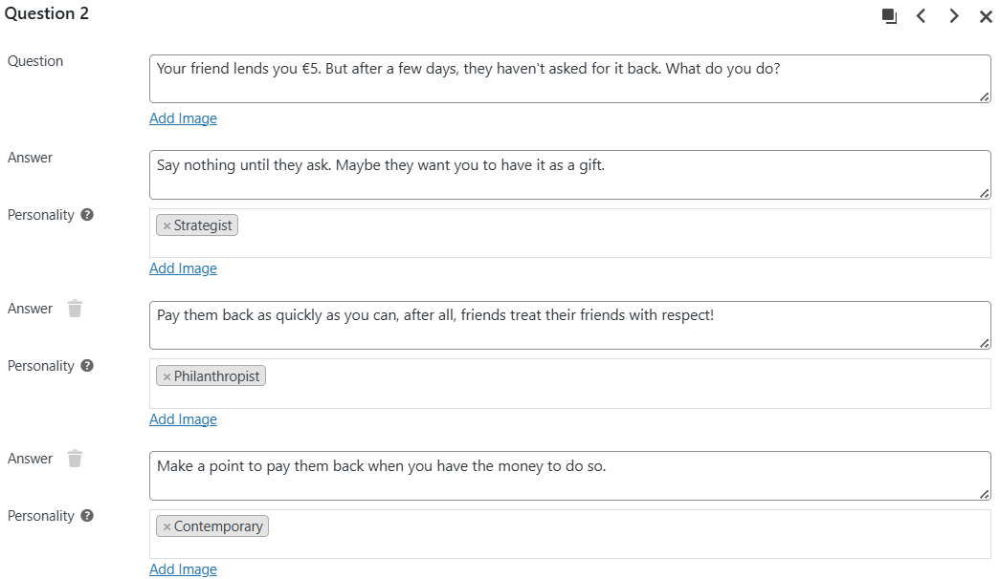 Question 2
Question
Your friend lends you €5. But after a few days, they haven't asked for it back. What do you do?
Add Image
Answer
Say nothing until they ask. Maybe they want you to have it as a gift.
Personality ?
× Strategist
Add Image
Answer
Pay them back as quickly as you can, after all, friends treat their friends with respect!
Personality ?
× Philanthropist
Add Image
Answer
Make a point to pay them back when you have the money to do so.
Personality ?
× Contemporary
Add Image